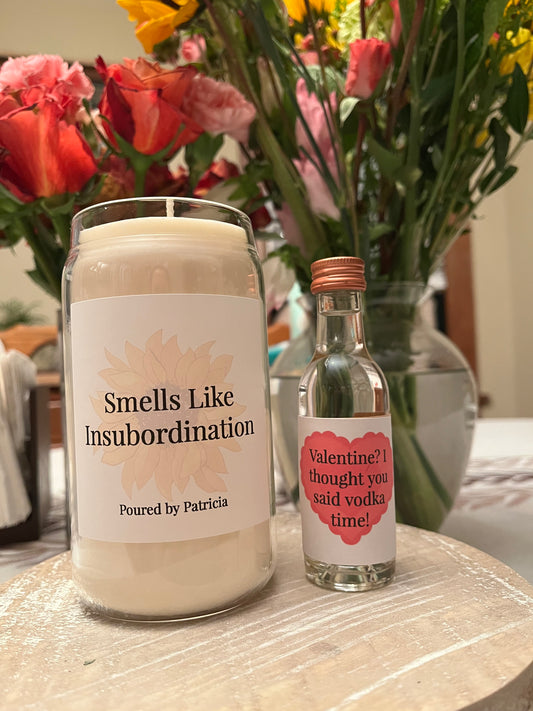 Smells Like
Insubordination
Poured by Patricia
Valentine? I
thought you
said vodka
time!